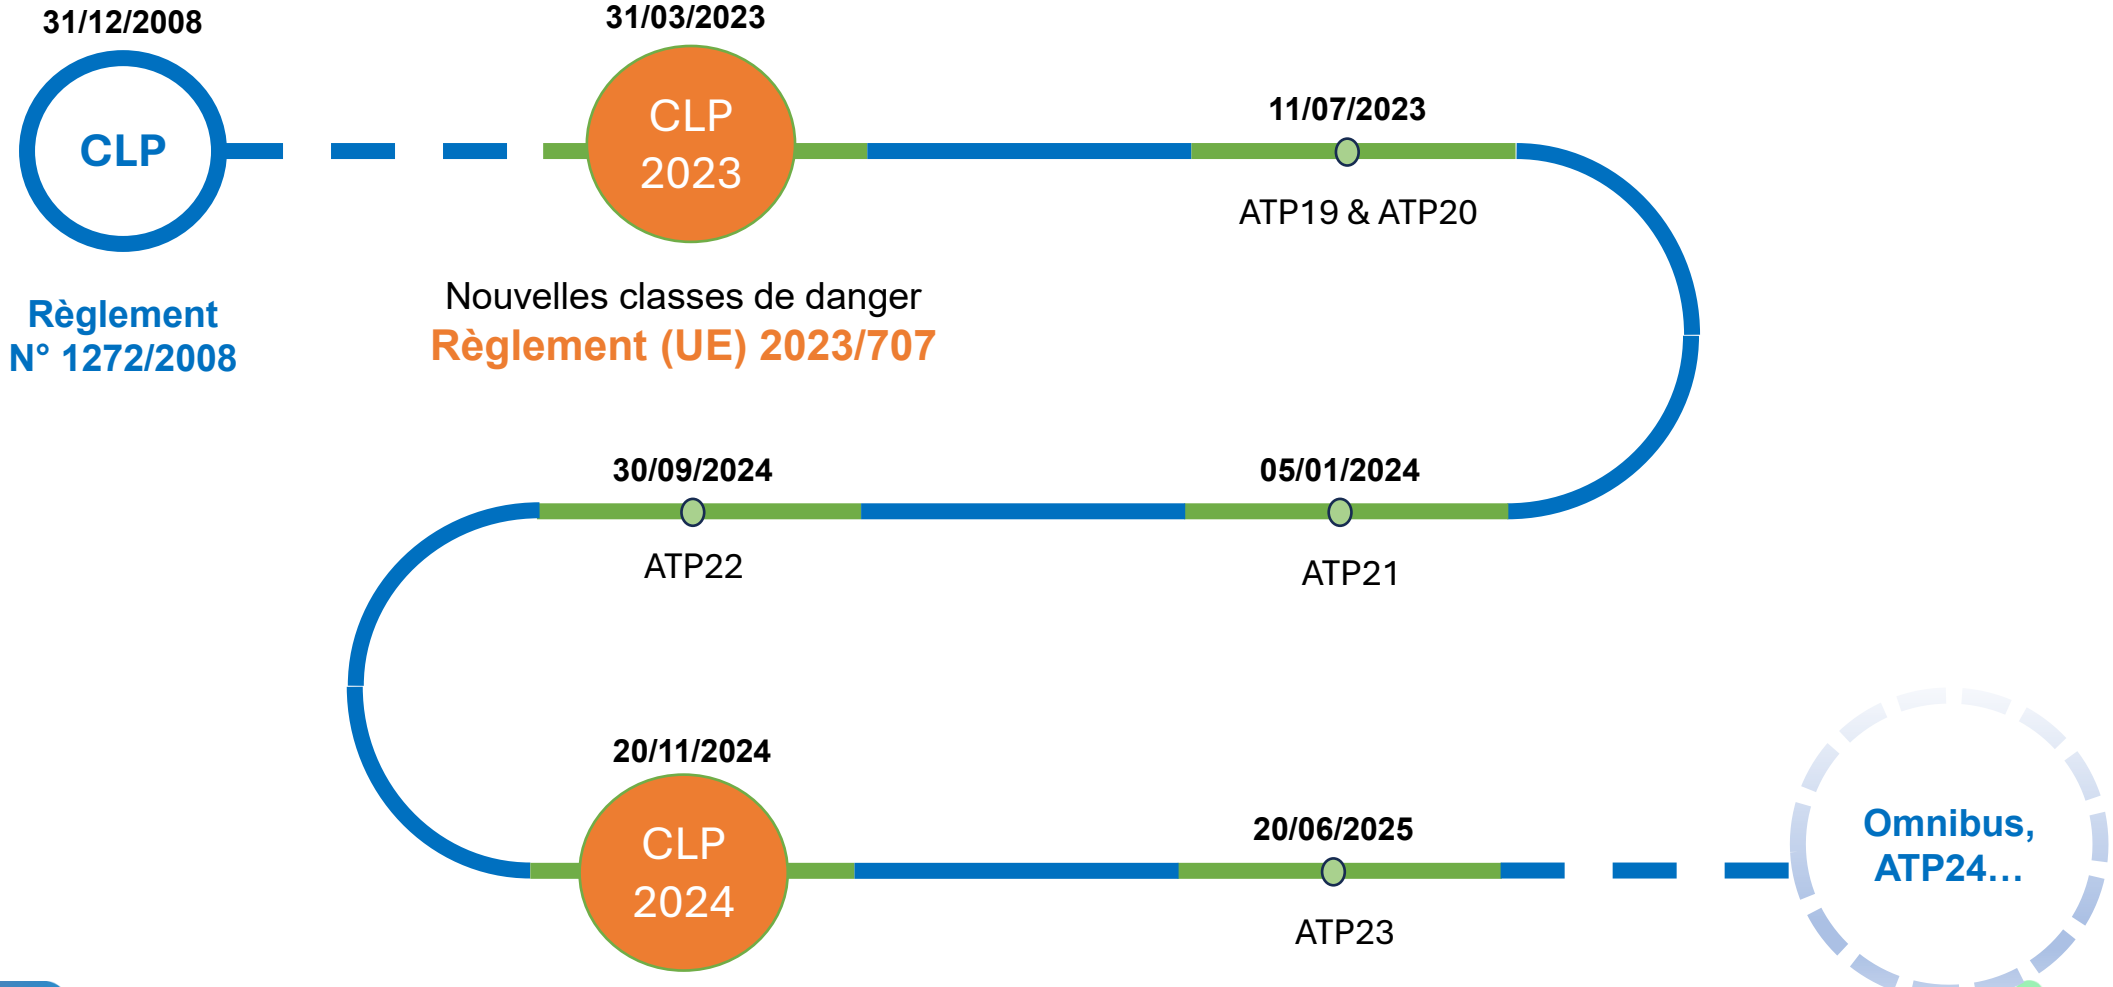 31/12/2008
CLP
Règlement
N° 1272/2008
31/03/2023
CLP
2023
Nouvelles classes de danger
Règlement (UE) 2023/707
11/07/2023
ATP19 & ATP20
05/01/2024
ATP21
30/09/2024
ATP22
20/11/2024
CLP
2024
20/06/2025
ATP23
Omnibus,
ATP24...